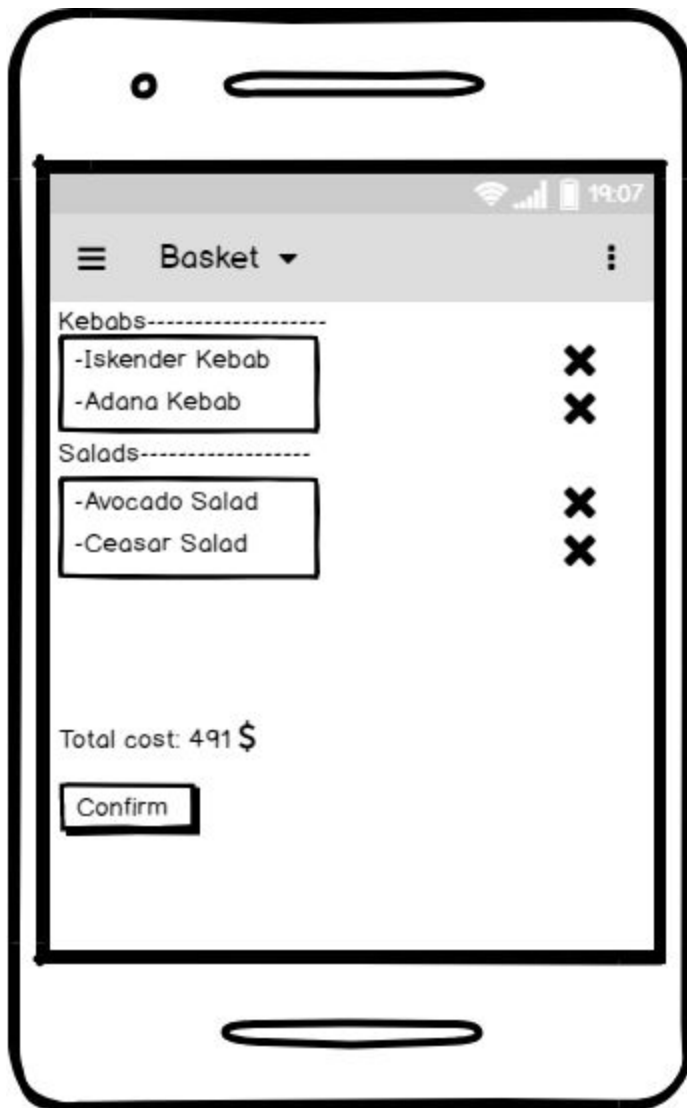 19:07
Basket
Kebabs-------------------
-Iskender Kebab
-Adana Kebab
Salads------------------
-Avocado Salad
-Ceasar Salad
Total cost: 491 $
Confirm